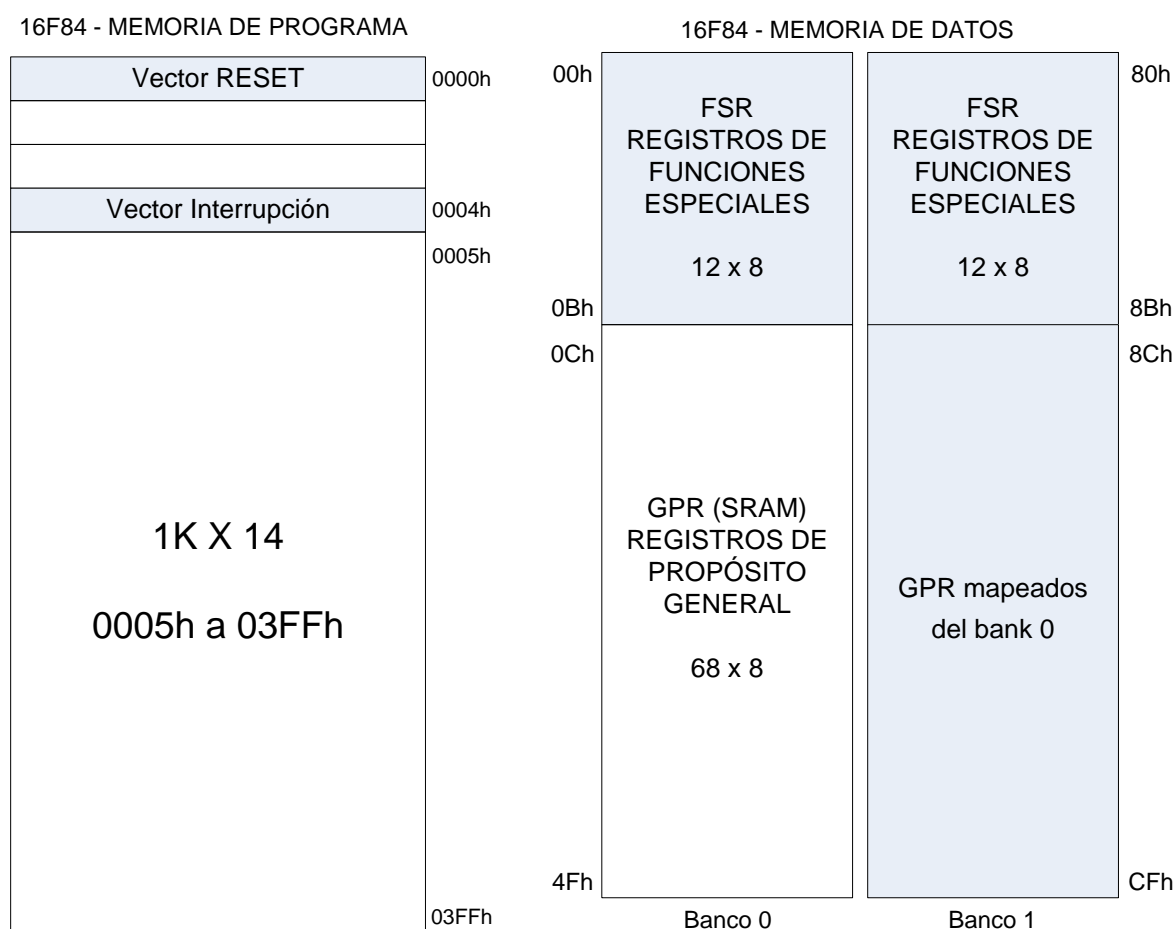 16F84 - MEMORIA DE PROGRAMA
Vector RESET
0000h
Vector Interrupción
0004h
0005h
1K X 14
0005h a 03FFh
03FFh
16F84 - MEMORIA DE DATOS
00h
FSR
REGISTROS DE
FUNCIONES
ESPECIALES
12 x 8
0Bh
0Ch
GPR (SRAM)
REGISTROS DE
PROPÓSITO
GENERAL
68 x 8
4Fh
Banco 0
80h
FSR
REGISTROS DE
FUNCIONES
ESPECIALES
12 x 8
8Bh
8Ch
GPR mapeados
del bank 0
CFh
Banco 1